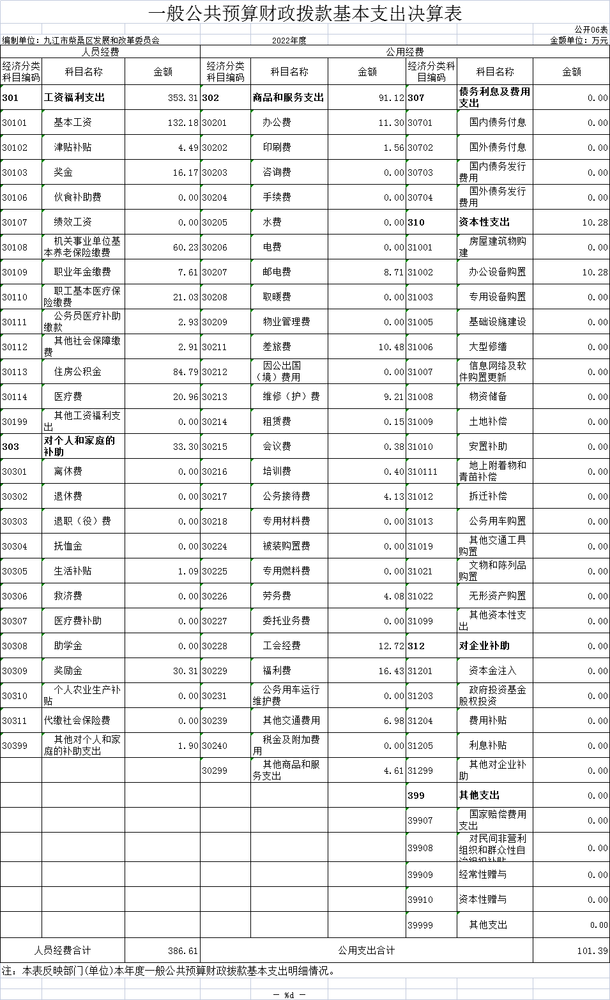 一般公共预算财政拨款基本支出决算表
公开06表
编制单位：九江市柴桑区发展和改革委员会 2022年度 金额单位：万元
人员经费 公用经费
经济分类科目编码 科目名称 金额 经济分类科目编码 科目名称 金额 经济分类科目编码 科目名称 金额
301 工资福利支出 353.31 302 商品和服务支出 91.12 307 债务利息及费用支出 0.00
30101 基本工资 132.18 30201 办公费 11.30 30701 国内债务付息 0.00
30102 津贴补贴 4.49 30202 印刷费 1.56 30702 国外债务付息 0.00
30103 奖金 16.17 30203 咨询费 0.00 30703 国内债务发行费用 0.00
30106 伙食补助费 0.00 30204 手续费 0.00 30704 国外债务发行费用 0.00
30107 绩效工资 0.00 30205 水费 0.00 310 资本性支出 10.28
30108 机关事业单位基本养老保险缴费 60.23 30206 电费 0.00 31001 房屋建筑物购建 0.00
30109 职业年金缴费 7.61 30207 邮电费 8.71 31002 办公设备购置 10.28
30110 职工基本医疗保险缴费 21.03 30208 取暖费 0.00 31003 专用设备购置 0.00
30111 公务员医疗补助缴款 2.93 30209 物业管理费 0.00 31005 基础设施建设 0.00
30112 其他社会保障缴费 2.91 30211 差旅费 10.48 31006 大型修缮 0.00
30113 住房公积金 84.79 30212 因公出国（境）费用 0.00 31007 信息网络及软件购置更新 0.00
30114 医疗费 20.96 30213 维修（护）费 9.21 31008 物资储备 0.00
30199 其他工资福利支出 0.00 30214 租赁费 0.15 31009 土地补偿 0.00
303 对个人和家庭的补助 33.30 30215 会议费 0.38 31010 安置补助 0.00
30301 离休费 0.00 30216 培训费 0.40 310111 地上附着物和青苗补偿 0.00
30302 退休费 0.00 30217 公务接待费 4.13 31012 拆迁补偿 0.00
30303 退职（役）费 0.00 30218 专用材料费 0.00 31013 公务用车购置 0.00
30304 抚恤金 0.00 30224 被装购置费 0.00 31019 其他交通工具购置 0.00
30305 生活补贴 1.09 30225 专用燃料费 0.00 31021 文物和陈列品购置 0.00
30306 救济费 0.00 30226 劳务费 4.08 31022 无形资产购置 0.00
30307 医疗费补助 0.00 30227 委托业务费 0.00 31099 其他资本性支出 0.00
30308 助学金 0.00 30228 工会经费 12.72 312 对企业补助 0.00
30309 奖励金 30.31 30229 福利费 16.43 31201 资本金注入 0.00
30310 个人农业生产补贴 0.00 30231 公务用车运行维护费 0.00 31203 政府投资基金股权投资 0.00
30311 代缴社会保险费 0.00 30239 其他交通费用 6.98 31204 费用补贴 0.00
30399 其他对个人和家庭的补助支出 1.90 30240 税金及附加费用 0.00 31205 利息补贴 0.00
30299 其他商品和服务支出 4.61 31299 其他对企业补助 0.00
399 其他支出 0.00
39907 国家赔偿费用支出 0.00
39908 对民间非营利组织和群众性自治组织补贴 0.00
39909 经常性赠与 0.00
39910 资本性赠与 0.00
39999 其他支出 0.00
人员经费合计 386.61 公用支出合计 101.39
注：本表反映部门(单位)本年度一般公共预算财政拨款基本支出明细情况。
— %d —